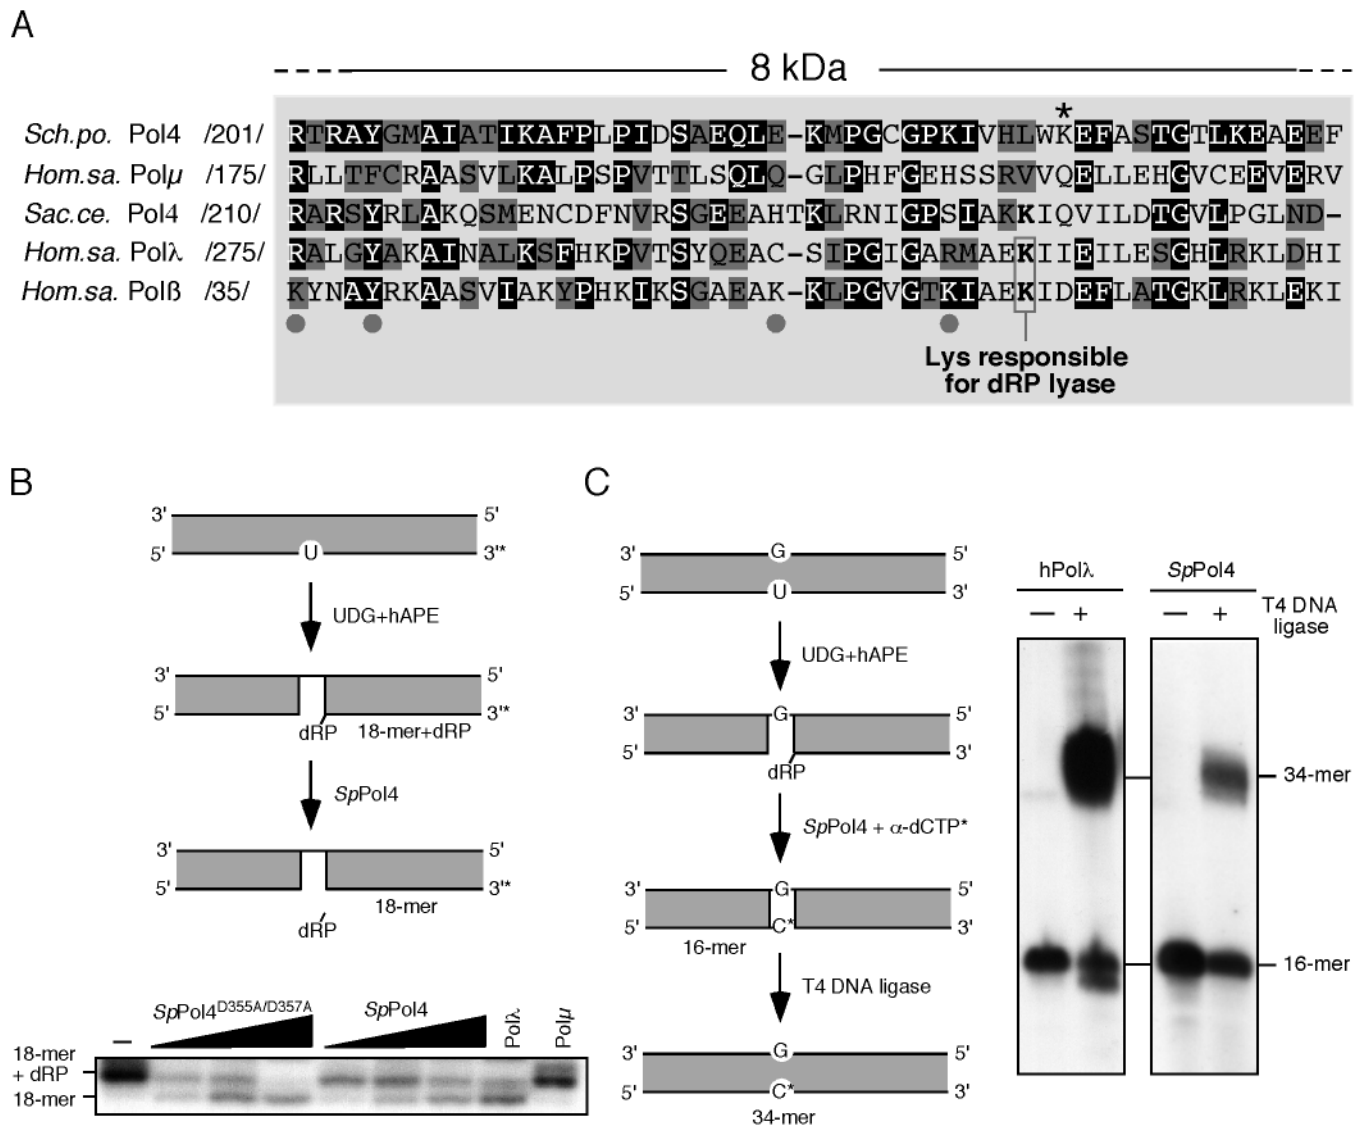 A
8 kDa
*
Sch.po. Pol4 /201/ RTRAYGMAIATIKAFPLPIDSAEQLE-KMPGCGPKIVHLWKEFASTGTLKEAEEF
Hom.sa. Polµ /175/ RLLTFCRAASVLKALPSPVTTLSQLQ-GLPHFGEHSSRVVQELLEHGVCEEVERV
Sac.ce. Pol4 /210/ RARSYRLAKQSMENCDFNVRSGEEAHTKLRNIGPSIAKKIQVILDTGVLPGLND-
Hom.sa. Polλ /275/ RALGYAKAINALKSFHKPVTSYQEAC-SIPGIGARMAEKIIEILESGHLRKLDHI
Hom.sa. Polß /35/ KYNAYRKAASVIAKYPHKIKSGAEAK-KLPGVGTKIAEKIDEFLATGKLRKLEKI
Lys responsible
for dRP lyase
B
3' 5'
5' U 3'*
UDG+hAPE
3' 5'
5' 3'*
dRP 18-mer+dRP
SpPol4
3' 5'
5' 3'*
18-mer
dRP
SpPol4D355A/D357A SpPol4 Polλ Polµ
–
18-mer
+ dRP
18-mer
C
3' G 5'
5' U 3'
UDG+hAPE
3' G 5'
5' 3'
dRP
SpPol4 + α-dCTP*
3' G 5'
5' C* 3'
16-mer
T4 DNA ligase
3' G 5'
5' C* 3'
34-mer
hPolλ SpPol4
— + — + T4 DNA
ligase
34-mer
16-mer